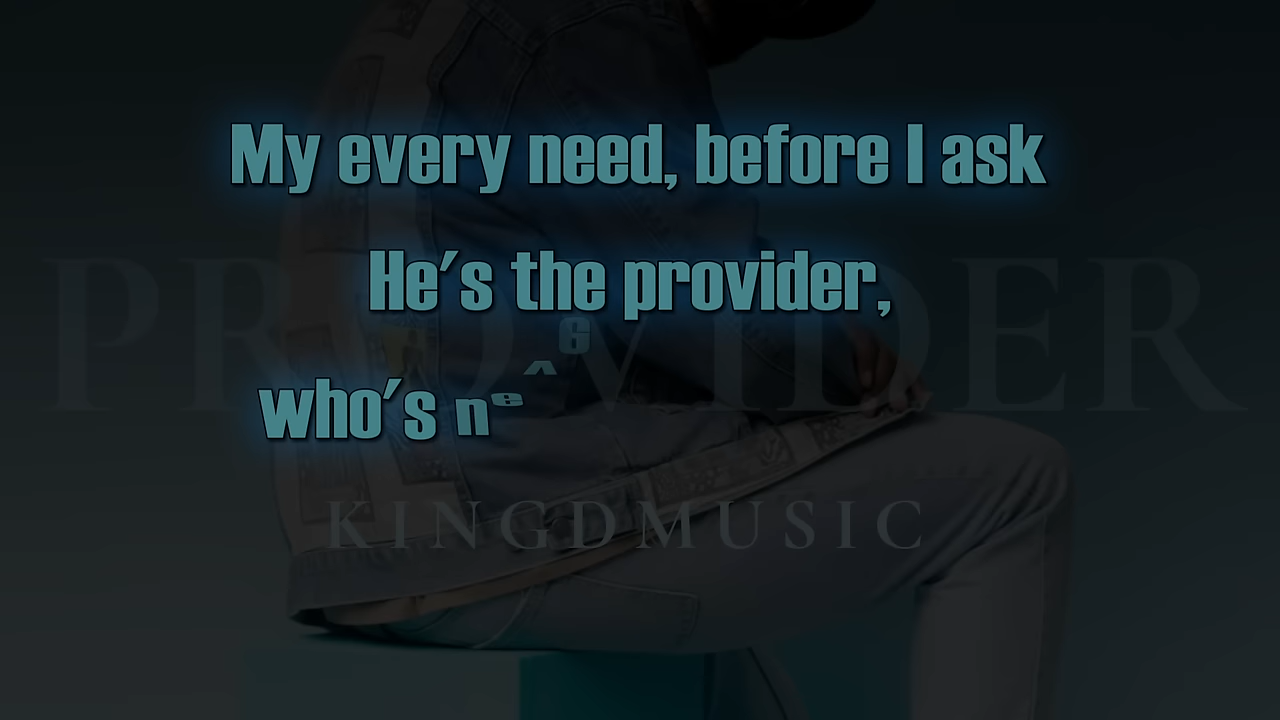 My every need, before I ask
He's the provider,
who's
PROVIDER
KINGDMUSIC